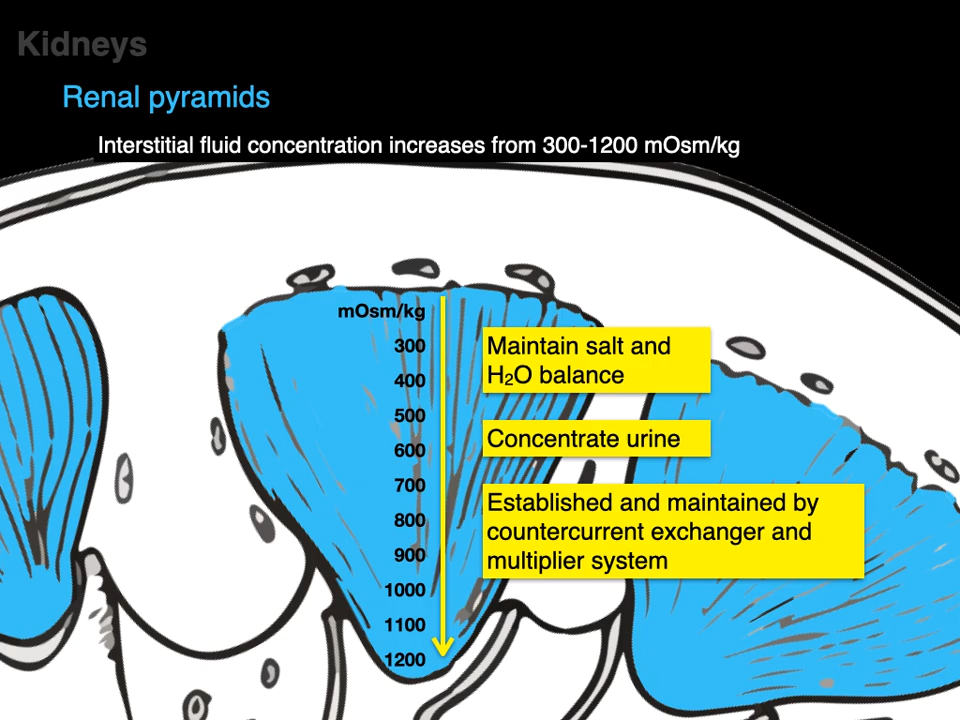 Kidneys
Renal pyramids
Interstitial fluid concentration increases from 300-1200 mOsm/kg
mOsm/kg
300
400
500
600
700
800
900
1000
1100
1200
Maintain salt and
H₂O balance
Concentrate urine
Established and maintained by
countercurrent exchanger and
multiplier system